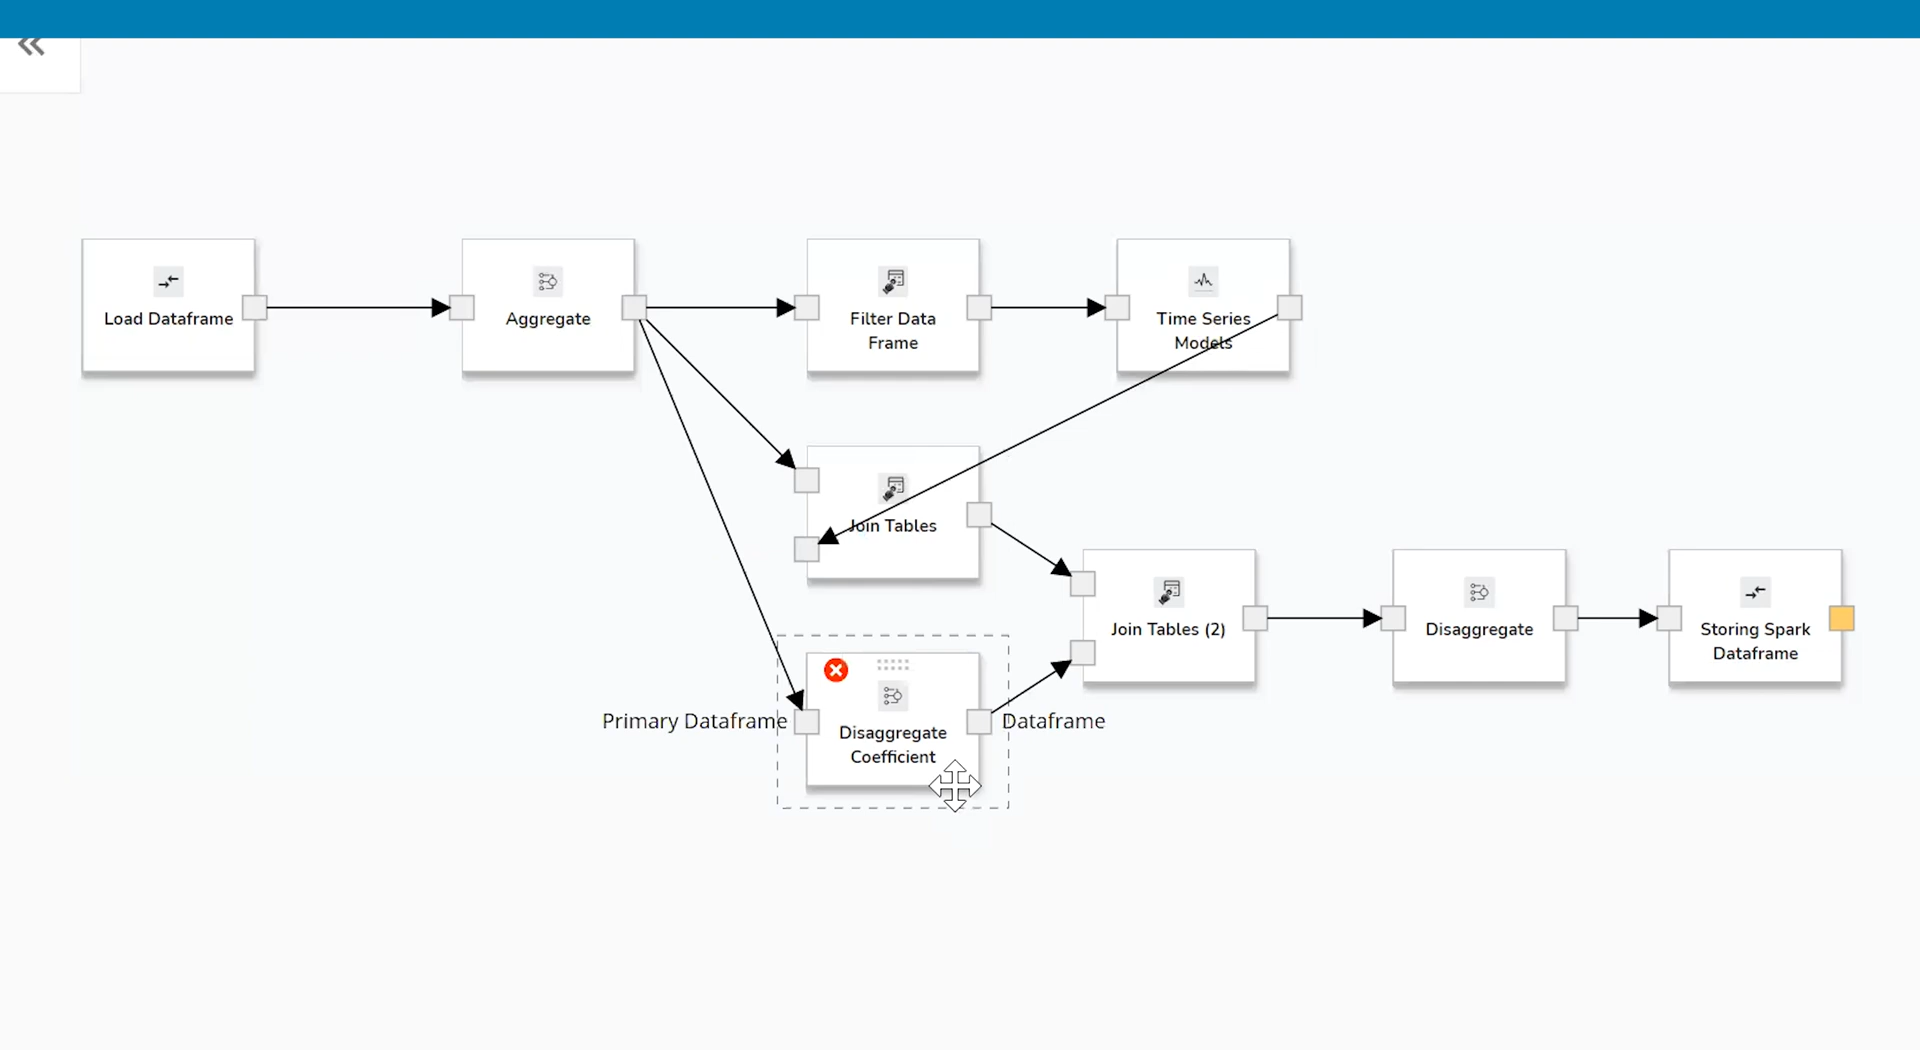 Load Dataframe
Aggregate
Filter Data
Frame
Time Series
Models
Join Tables
Join Tables (2)
Disaggregate
Storing Spark
Dataframe
Primary Dataframe
Disaggregate
Coefficient
Dataframe